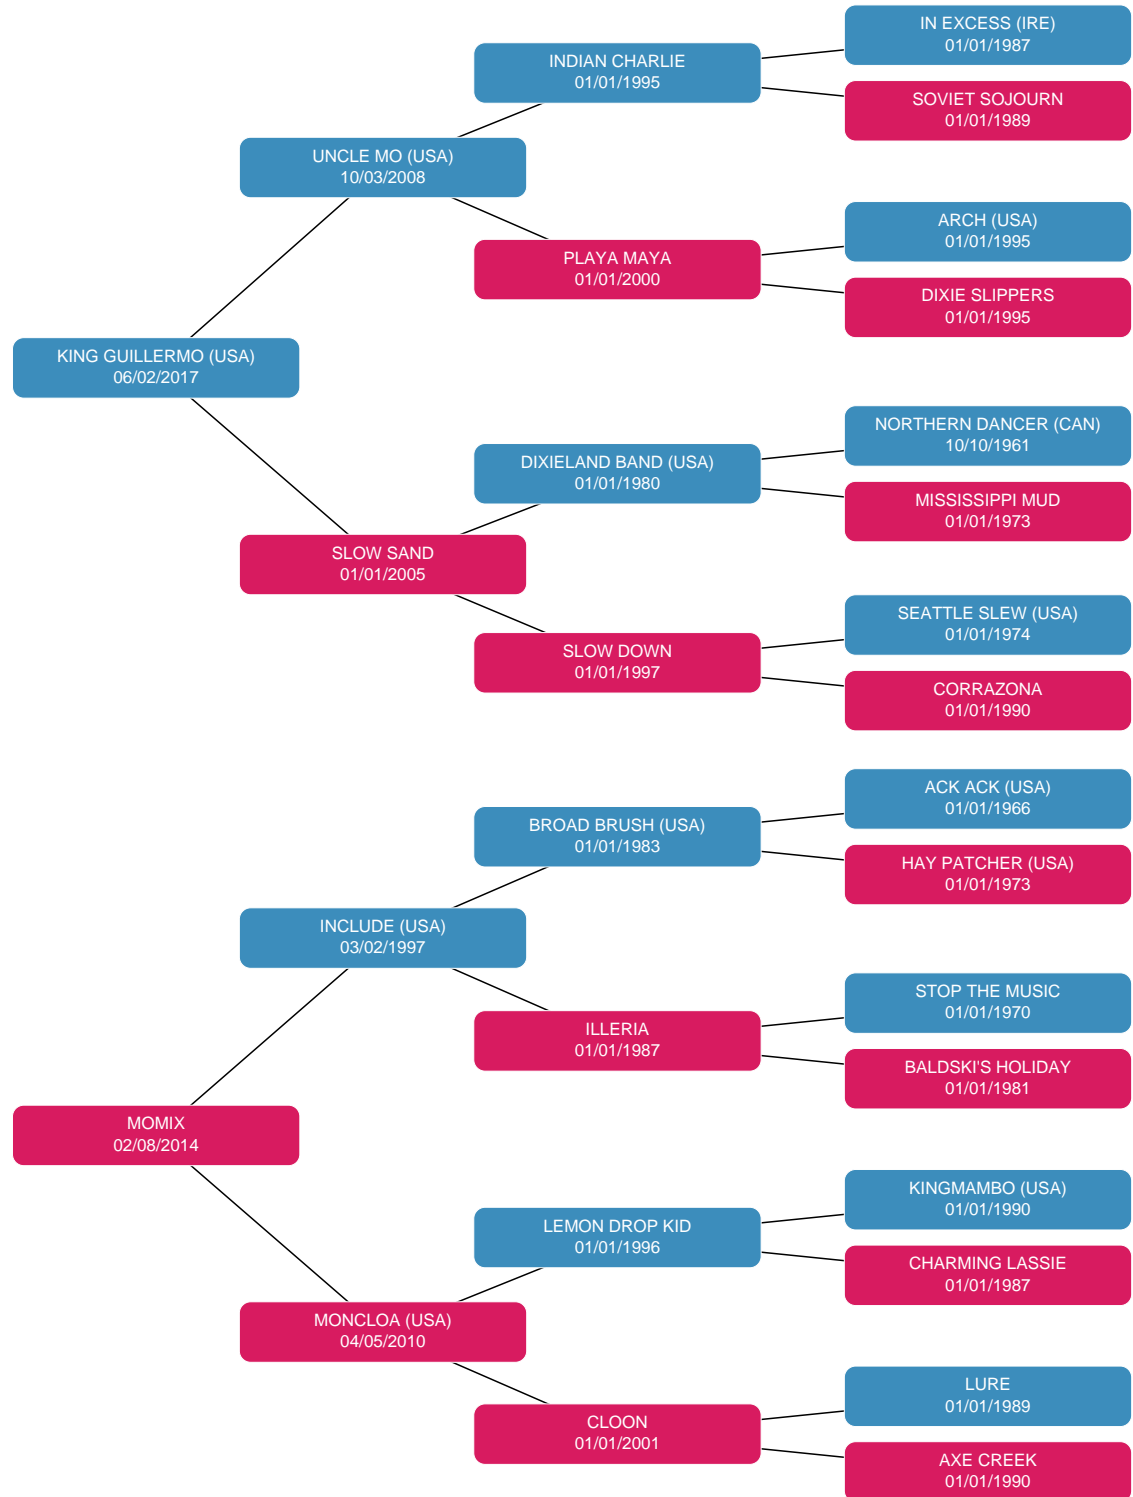 IN EXCESS (IRE)
01/01/1987
INDIAN CHARLIE
01/01/1995
SOVIET SOJOURN
01/01/1989
UNCLE MO (USA)
10/03/2008
ARCH (USA)
01/01/1995
PLAYA MAYA
01/01/2000
DIXIE SLIPPERS
01/01/1995
KING GUILLERMO (USA)
06/02/2017
NORTHERN DANCER (CAN)
10/10/1961
DIXIELAND BAND (USA)
01/01/1980
MISSISSIPPI MUD
01/01/1973
SLOW SAND
01/01/2005
SEATTLE SLEW (USA)
01/01/1974
SLOW DOWN
01/01/1997
CORRAZONA
01/01/1990
ACK ACK (USA)
01/01/1966
BROAD BRUSH (USA)
01/01/1983
HAY PATCHER (USA)
01/01/1973
INCLUDE (USA)
03/02/1997
STOP THE MUSIC
01/01/1970
ILLERIA
01/01/1987
BALDSKI'S HOLIDAY
01/01/1981
MOMIX
02/08/2014
KINGMAMBO (USA)
01/01/1990
LEMON DROP KID
01/01/1996
CHARMING LASSIE
01/01/1987
MONCLOA (USA)
04/05/2010
LURE
01/01/1989
CLOON
01/01/2001
AXE CREEK
01/01/1990